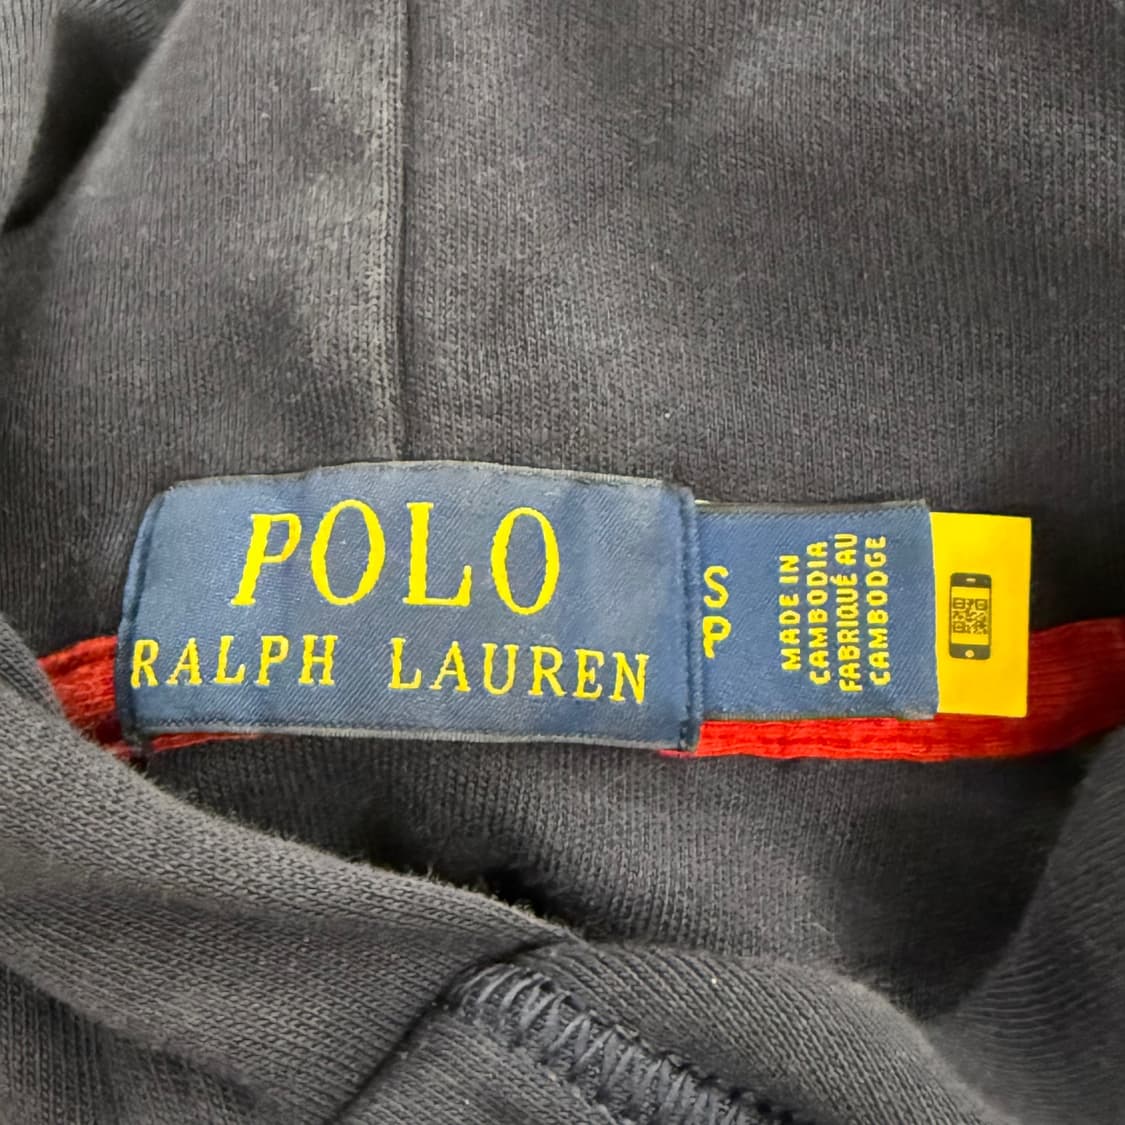 POLO
RALPH LAUREN
S
P
MADE IN
CAMBODIA
FABRIQUÉ AU
CAMBODGE